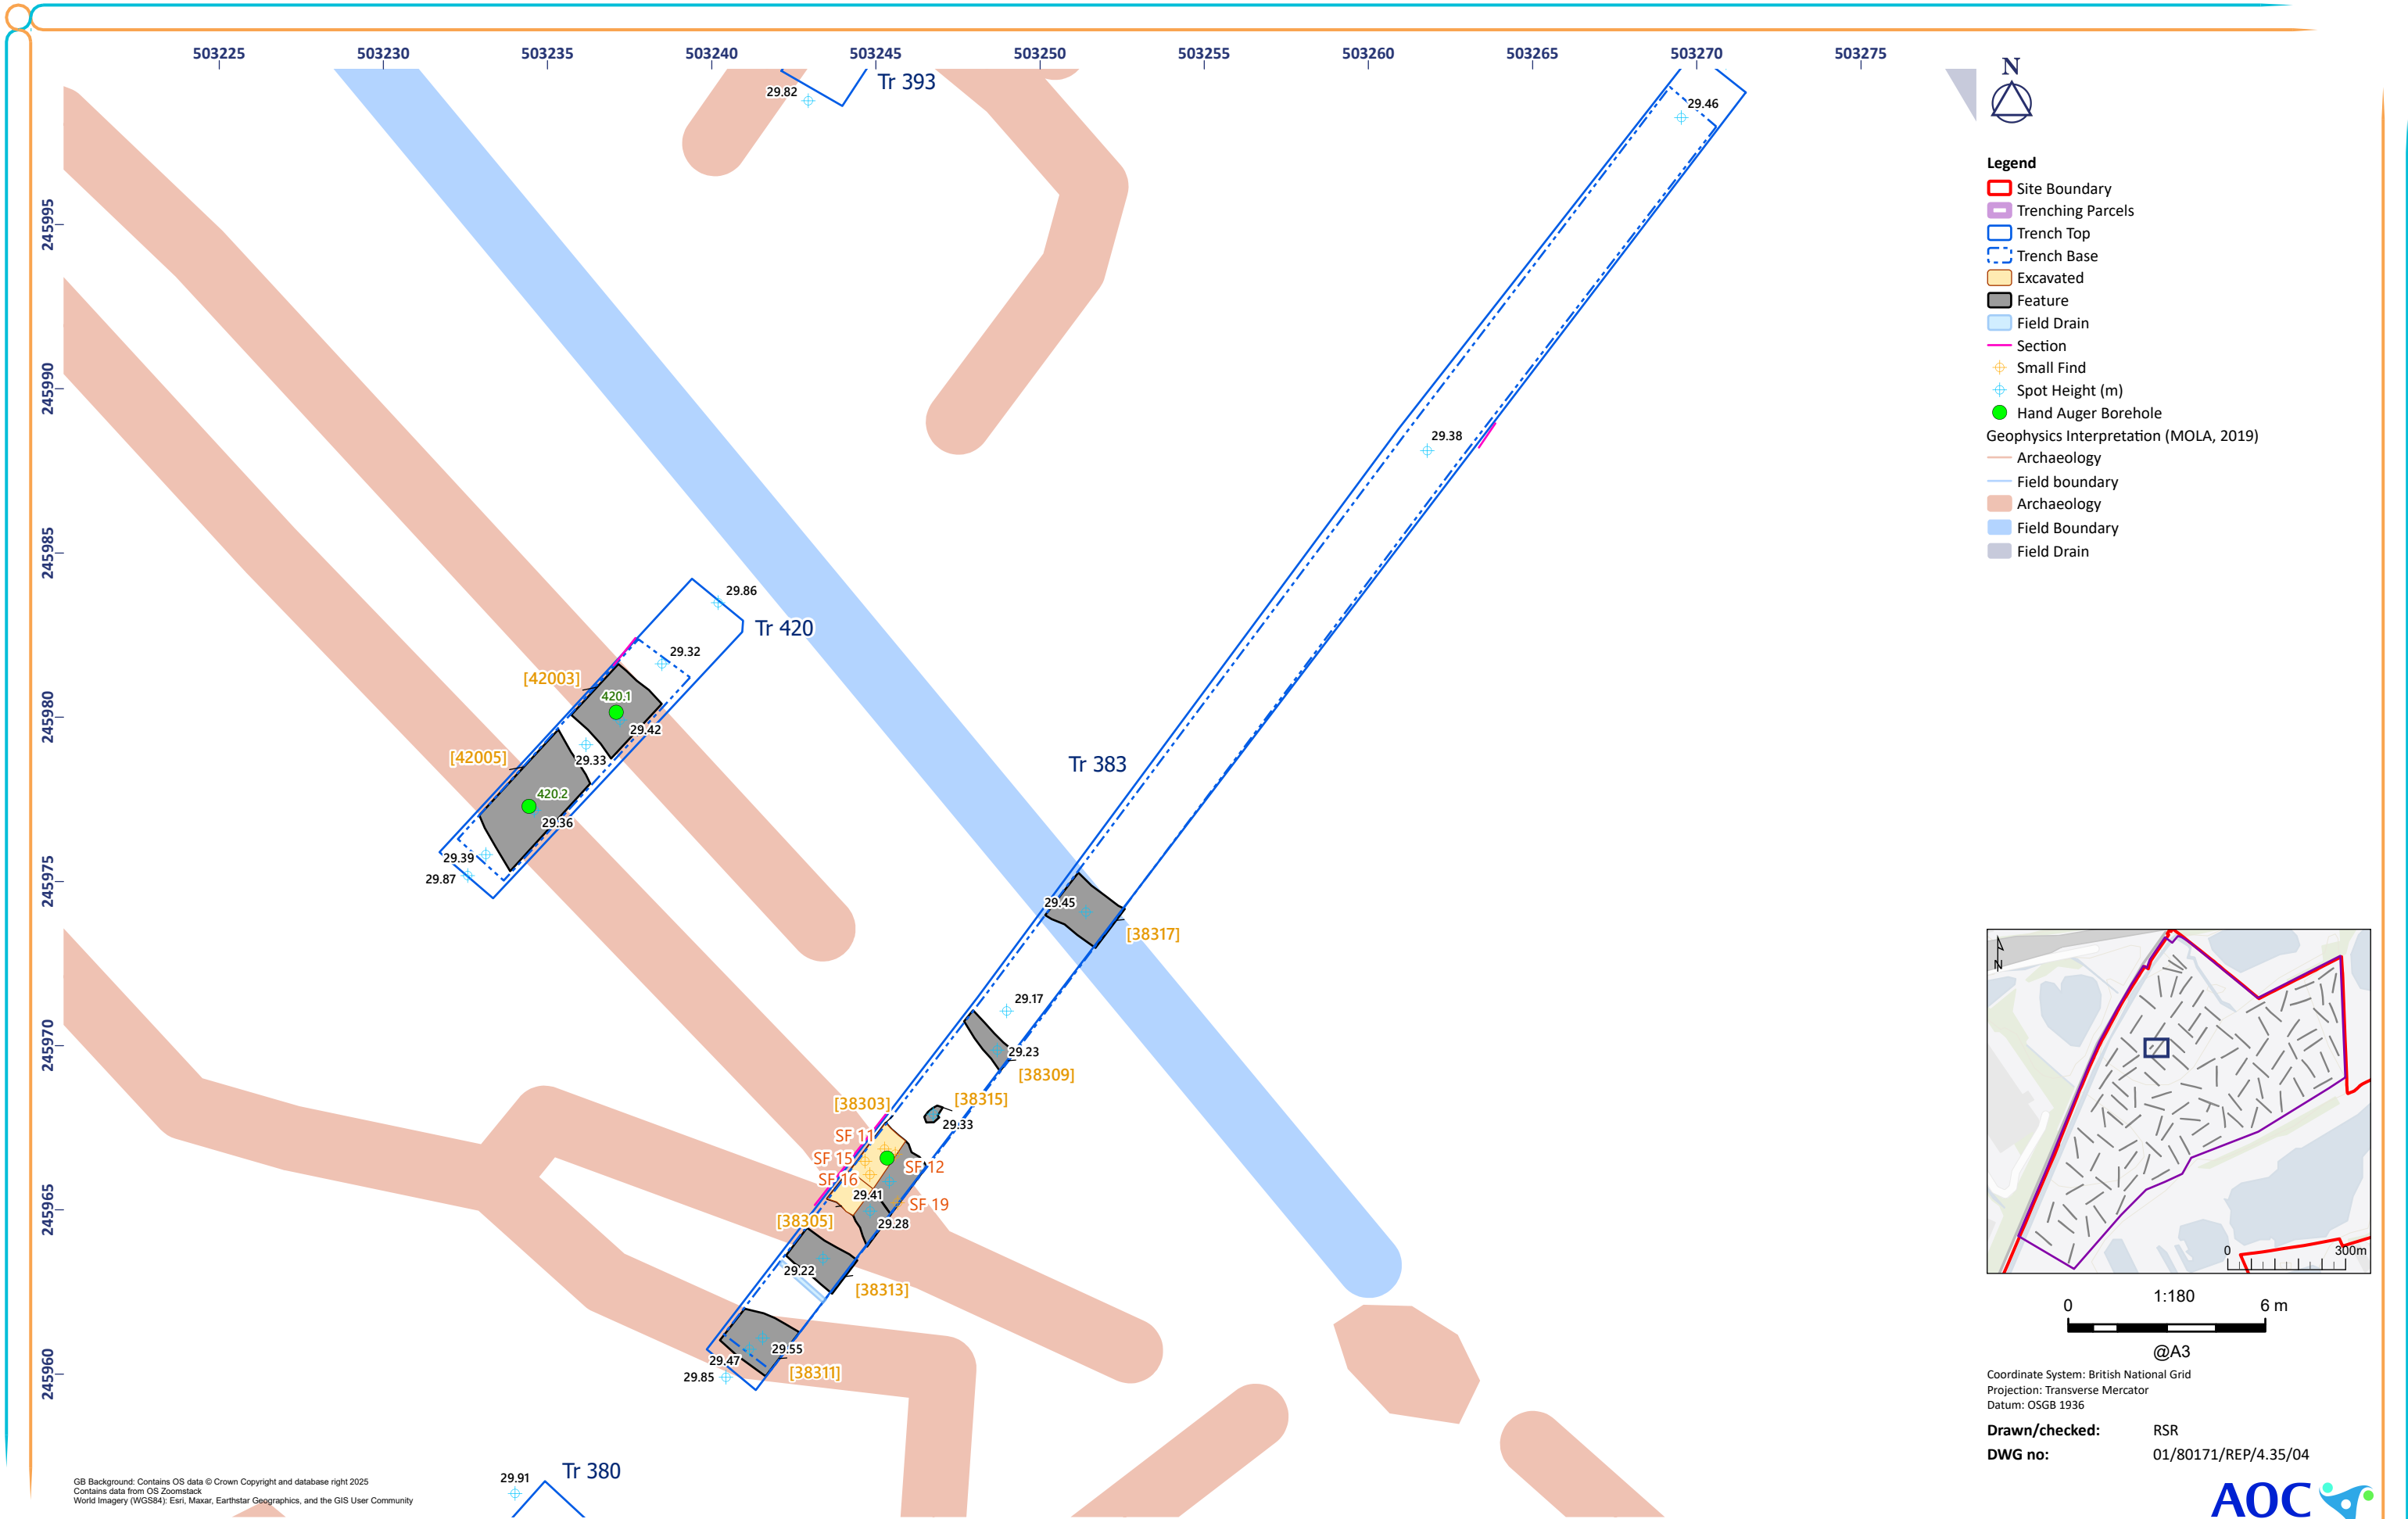 503225 503230 503235 503240 503245 503250 503255 503260 503265 503270 503275
245995
245990
245985
245980
245975
245970
245965
245960
29.82
Tr 393
29.46
29.38
29.86
Tr 420
29.32
[42003]
420.1
29.42
[42005]
29.33
420.2
29.36
29.39
29.87
Tr 383
29.45
[38317]
29.17
29.23
[38309]
[38303]
[38315]
29.33
SF 11
SF 15
SF 12
SF 16
29.41
SF 19
[38305]
29.28
29.22
[38313]
29.55
29.47
[38311]
29.85
Tr 380
29.91
GB Background: Contains OS data © Crown Copyright and database right 2025
Contains data from OS Zoomstack
World Imagery (WGS84): Esri, Maxar, Earthstar Geographics, and the GIS User Community
N
Legend
Site Boundary
Trenching Parcels
Trench Top
Trench Base
Excavated
Feature
Field Drain
Section
Small Find
Spot Height (m)
Hand Auger Borehole
Geophysics Interpretation (MOLA, 2019)
Archaeology
Field boundary
Archaeology
Field Boundary
Field Drain
N
0 300m
1:180
0 6 m
@A3
Coordinate System: British National Grid
Projection: Transverse Mercator
Datum: OSGB 1936
Drawn/checked: RSR
DWG no: 01/80171/REP/4.35/04
AOC